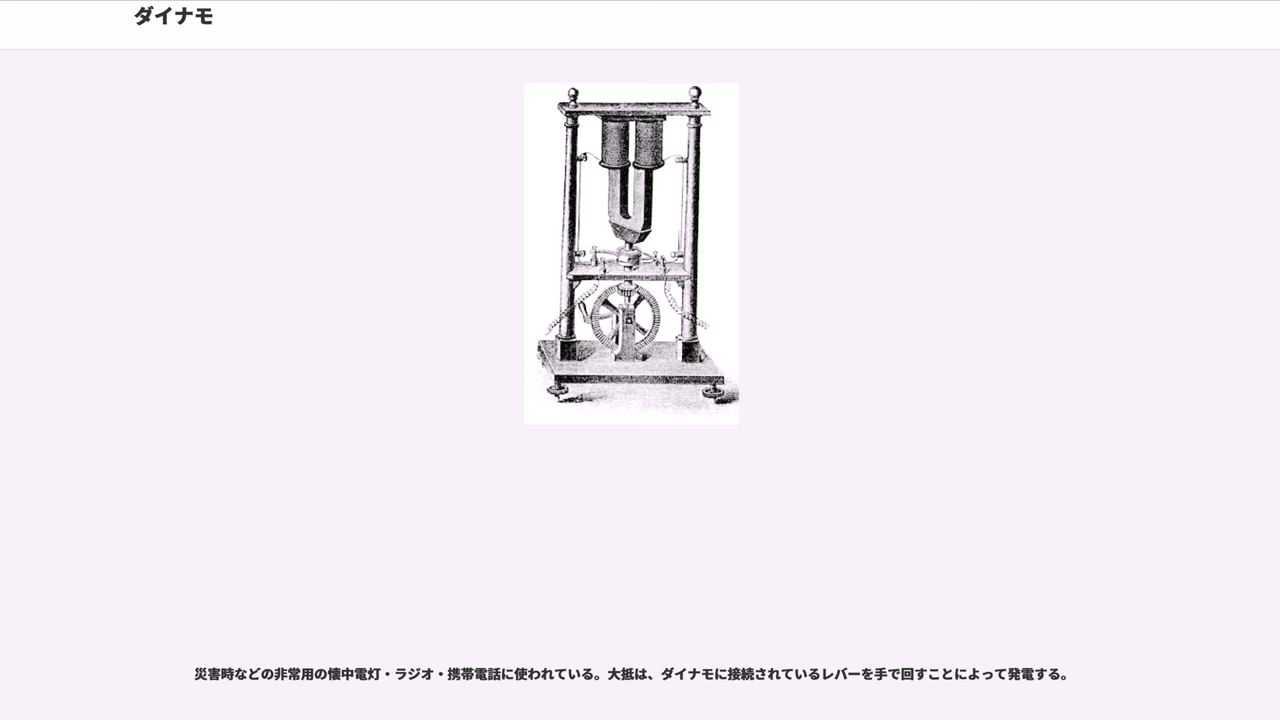 ダイナモ
災害時などの非常用の懐中電灯・ラジオ・携帯電話に使われている。大抵は、ダイナモに接続されているレバーを手で回すことによって発電する。